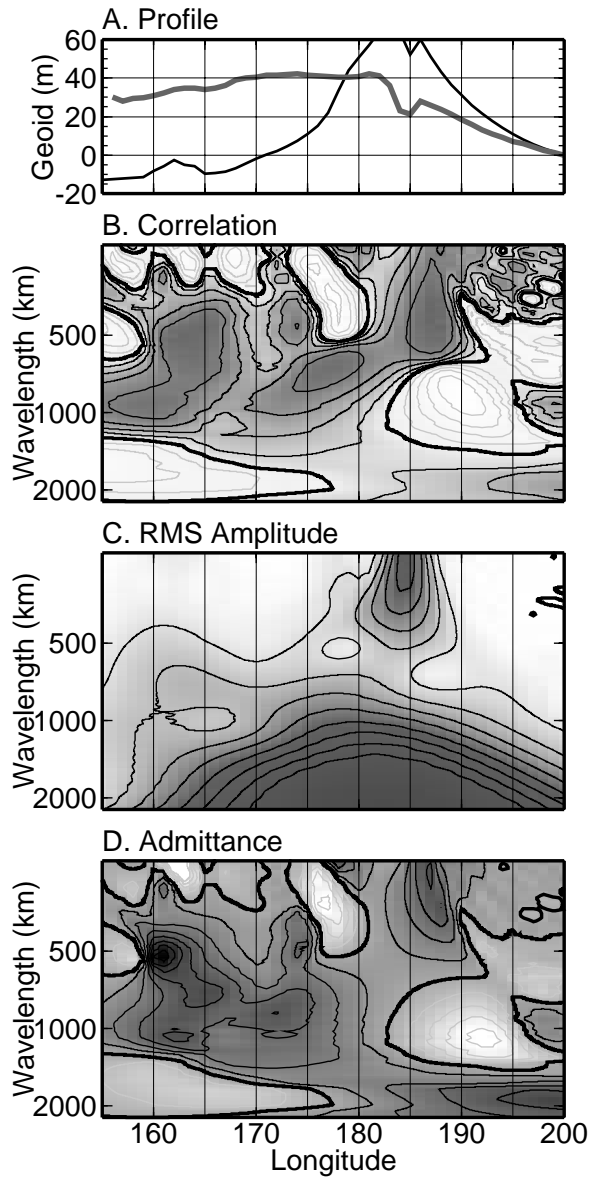 A. Profile
Geoid (m)
60
40
20
0
-20
B. Correlation
Wavelength (km)
500
1000
2000
C. RMS Amplitude
Wavelength (km)
500
1000
2000
D. Admittance
Wavelength (km)
500
1000
2000
160 170 180 190 200
Longitude